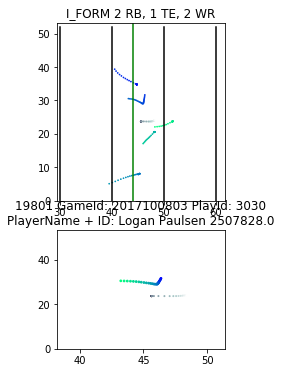 I_FORM 2 RB, 1 TE, 2 WR
50
40
30
20
10
0
30 40 50 60
19801 GameId: 2017100803 PlayId: 3030
PlayerName + ID: Logan Paulsen 2507828.0
40
20
0
40 45 50